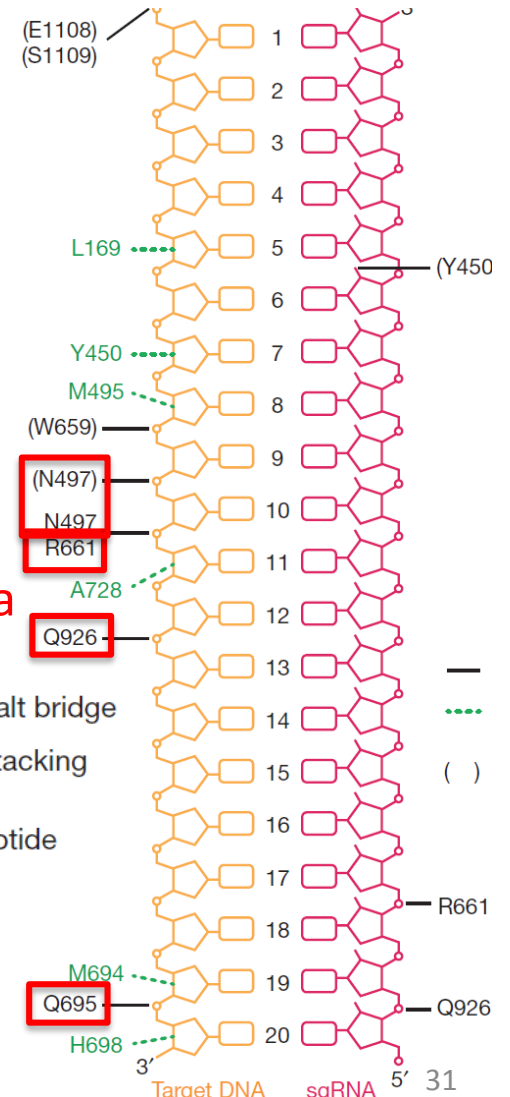 (E1108)
(S1109)
1
2
3
4
L169
5
(Y450
6
Y450
7
M495
8
(W659)
9
(N497)
10
N497
R661
11
A728
a
12
Q926
13
alt bridge
14
tacking
15
( )
ptide
16
17
R661
18
M694
19
Q695
Q926
H698
20
3′
5′
31
Target DNA
sgRNA